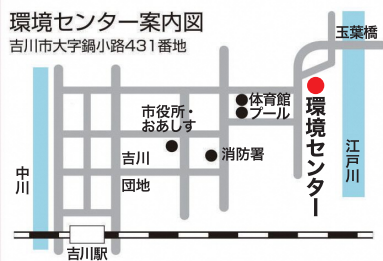 環境センター案内図
吉川市大字鍋小路431番地
玉葉橋
体育館
プール
市役所・
おあしす
環境センター
消防署
吉川
団地
中川
江戸川
吉川駅